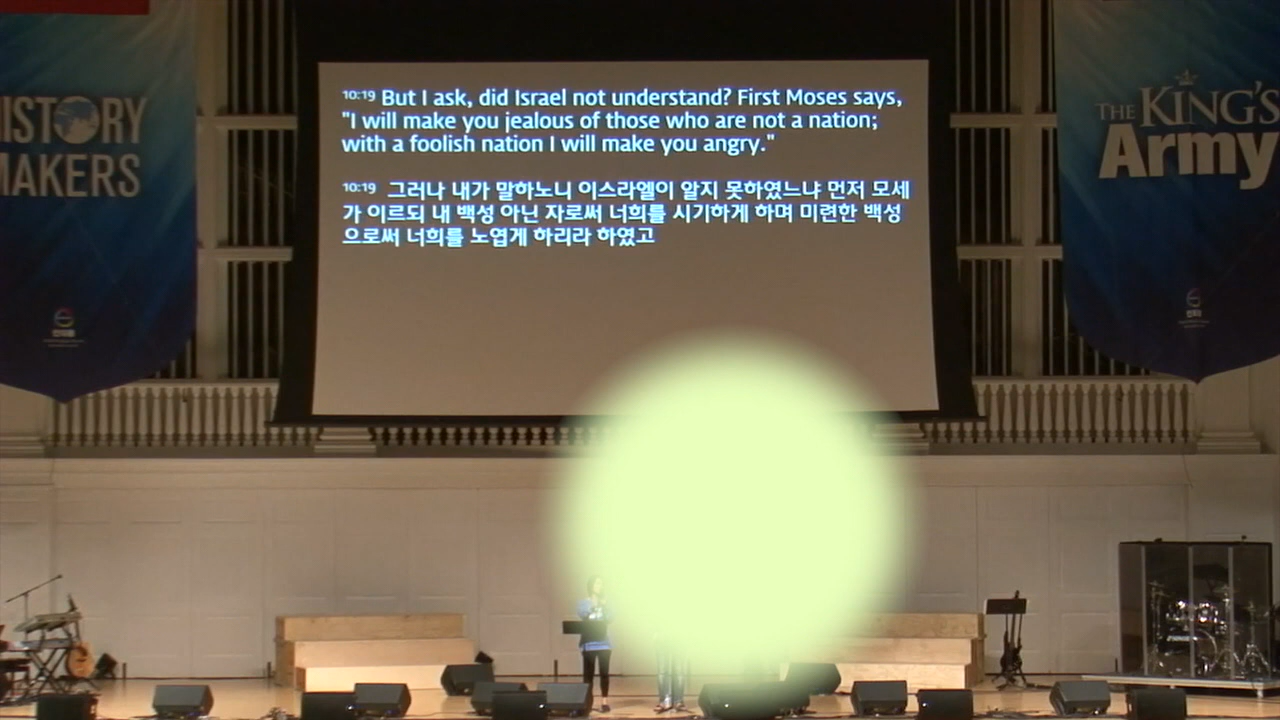 10:19 But I ask, did Israel not understand? First Moses says,
"I will make you jealous of those who are not a nation;
with a foolish nation I will make you angry."
10:19 그러나 내가 말하노니 이스라엘이 알지 못하였느냐 먼저 모세
가 이르되 내 백성 아닌 자로써 너희를 시기하게 하며 미련한 백성
으로써 너희를 노엽게 하리라 하였고
HISTORY
MAKERS
THE KING'S
Army